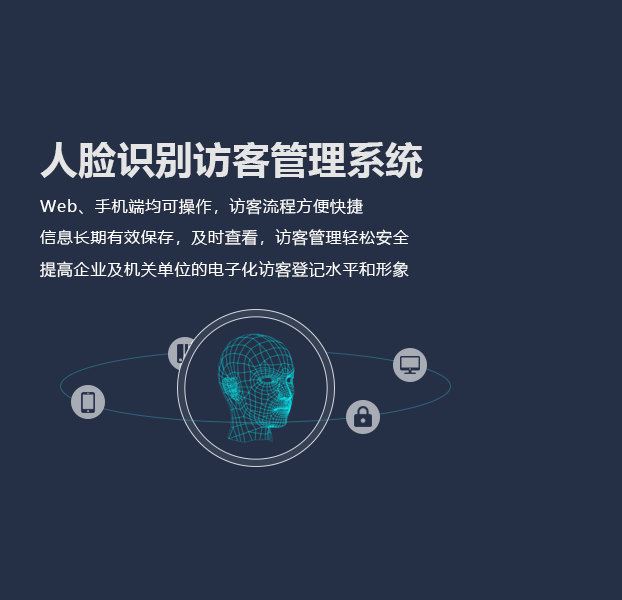 人脸识别访客管理系统
Web、手机端均可操作，访客流程方便快捷
信息长期有效保存，及时查看，访客管理轻松安全
提高企业及机关单位的电子化访客登记水平和形象